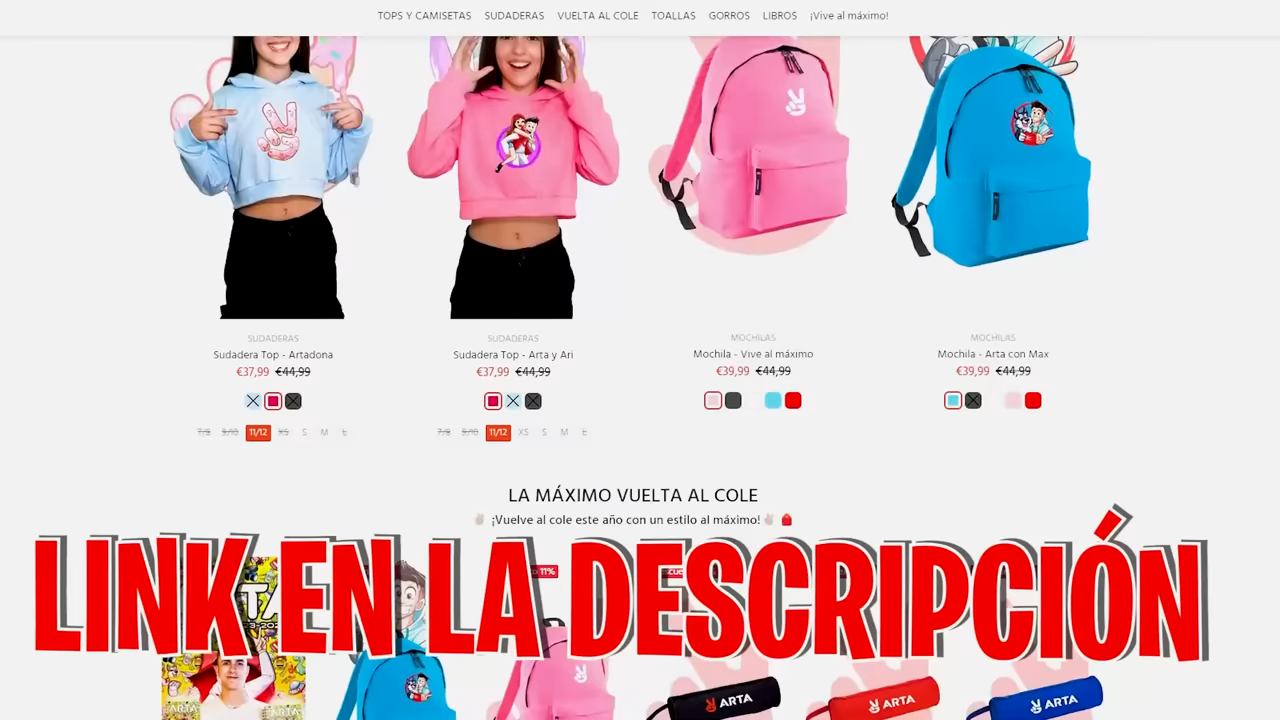 TOPS Y CAMISETAS SUDADERAS VUELTA AL COLE TOALLAS GORROS LIBROS ¡Vive al máximo!
SUDADERAS SUDADERAS MOCHILAS MOCHILAS
Sudadera Top - Artadona Sudadera Top - Arta y Ari Mochila - Vive al máximo Mochila - Arta con Max
€37,99 €44,99 €37,99 €44,99 €39,99 €44,99 €39,99 €44,99
7/8 9/10 11/12 XS S M L 7/8 9/10 11/12 XS S M L
LA MÁXIMO VUELTA AL COLE
¡Vuelve al cole este año con un estilo al máximo!
11%
LINK EN LA DESCRIPCIÓN
ARTA ARTA ARTA
ARTA ARTA